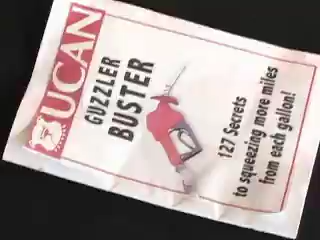 UCAN
GUZZLER
BUSTER
127 Secrets
to squeezing more miles
from each gallon!